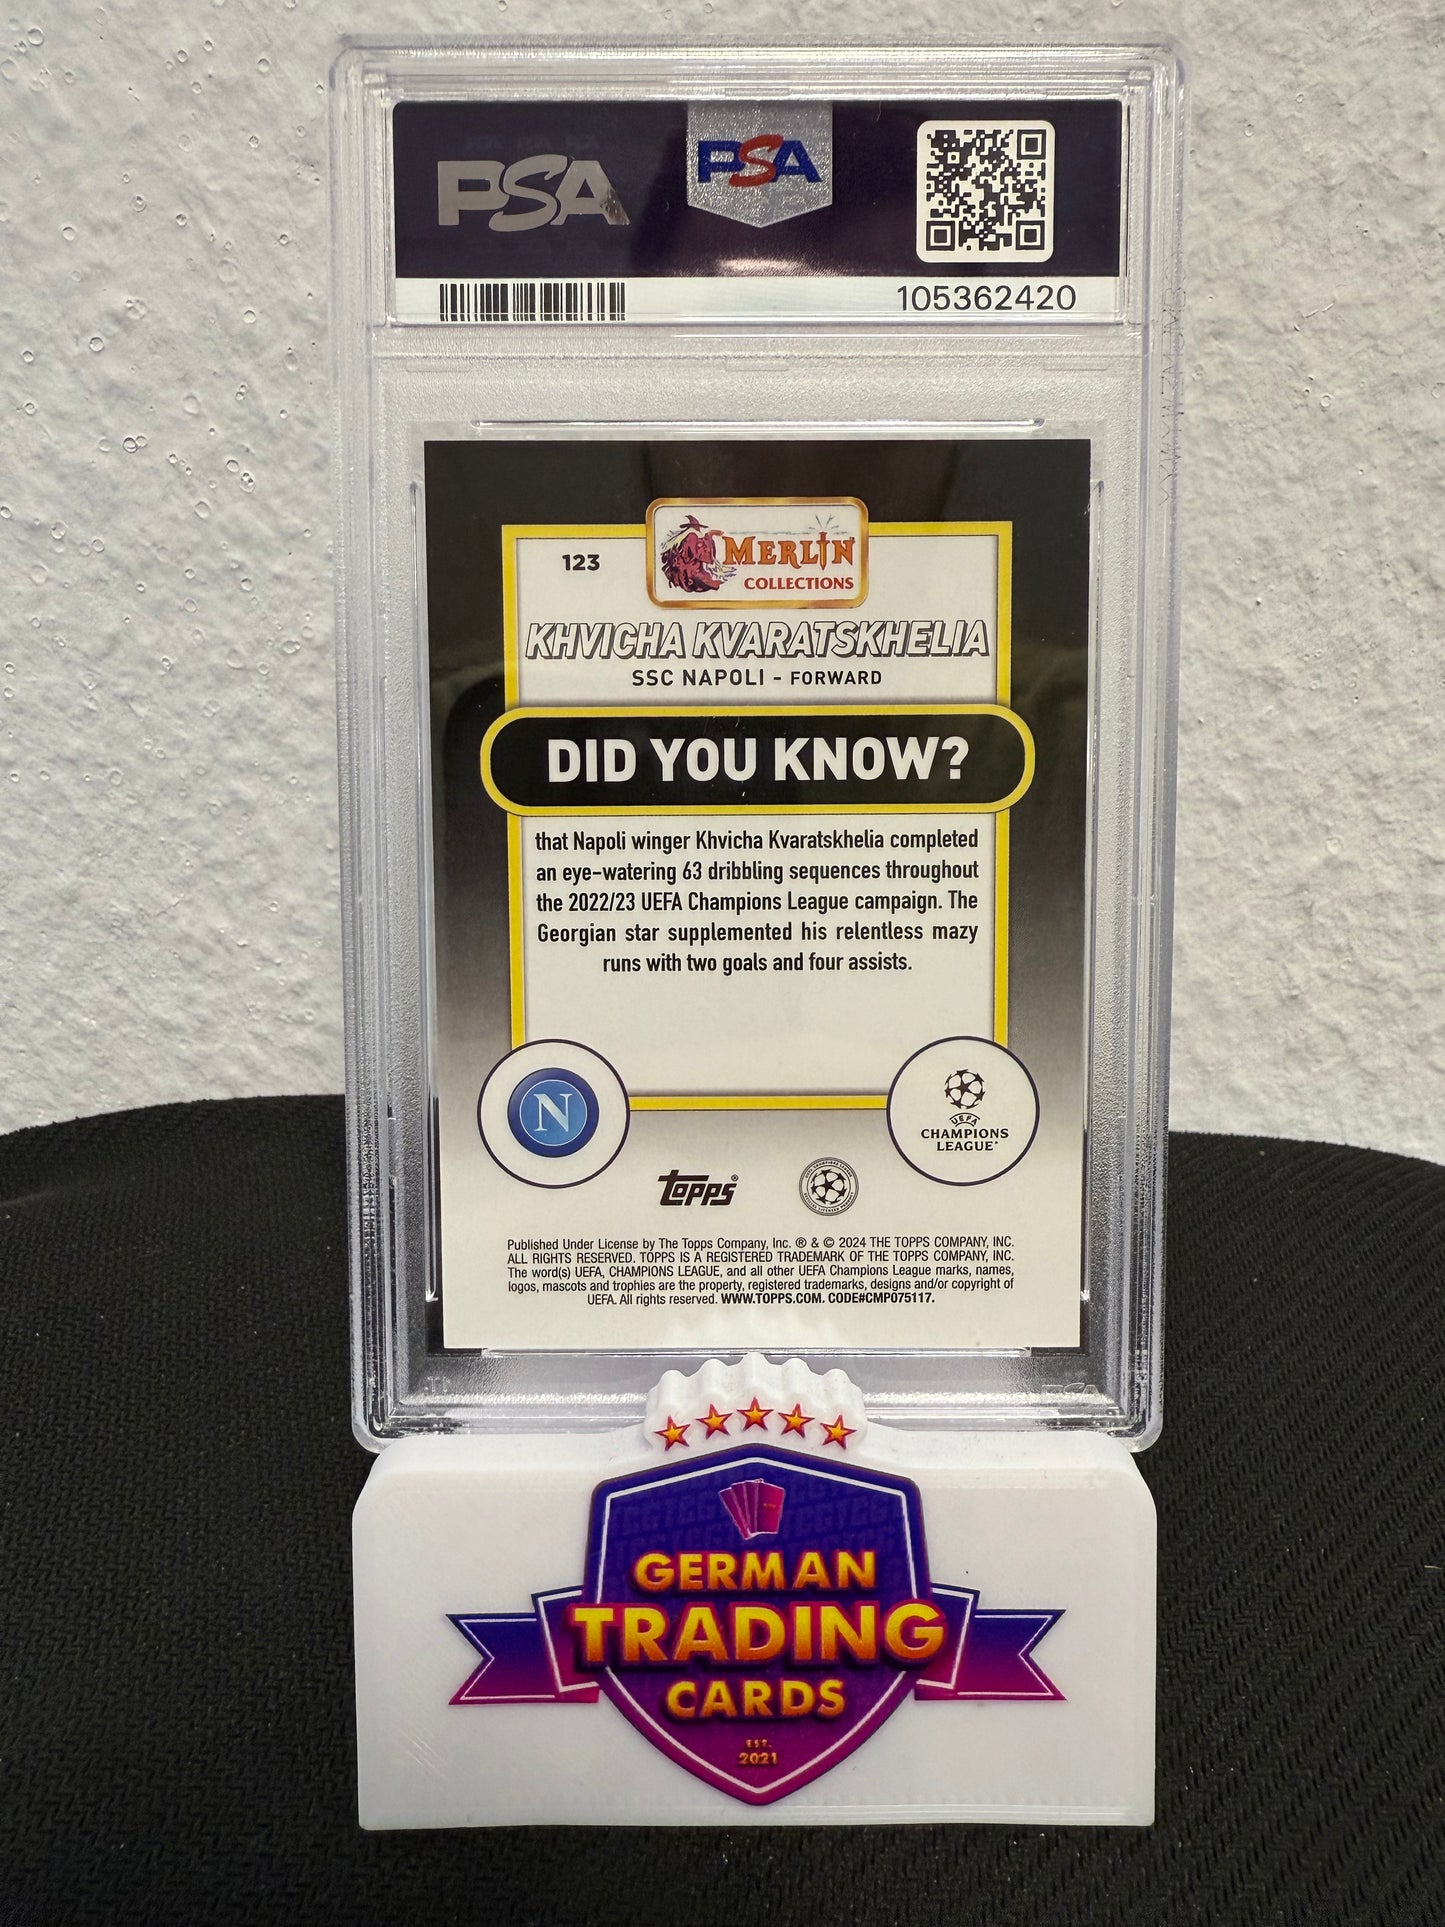 PSA
PSA
105362420
123
MERLIN
COLLECTIONS
KHVICHA KVARATSKHELIA
SSC NAPOLI - FORWARD
DID YOU KNOW?
that Napoli winger Khvicha Kvaratskhelia completed
an eye-watering 63 dribbling sequences throughout
the 2022/23 UEFA Champions League campaign. The
Georgian star supplemented his relentless mazy
runs with two goals and four assists.
N
UEFA
CHAMPIONS
LEAGUE
topps®
Published Under License by The Topps Company, Inc. ® & © 2024 THE TOPPS COMPANY, INC.
ALL RIGHTS RESERVED. TOPPS IS A REGISTERED TRADEMARK OF THE TOPPS COMPANY, INC.
The word(s) UEFA, CHAMPIONS LEAGUE, and all other UEFA Champions League marks, names,
logos, mascots and trophies are the property, registered trademarks, designs and/or copyright of
UEFA. All rights reserved. WWW.TOPPS.COM. CODE#CMP075117.
GERMAN
TRADING
CARDS
EST.
2021